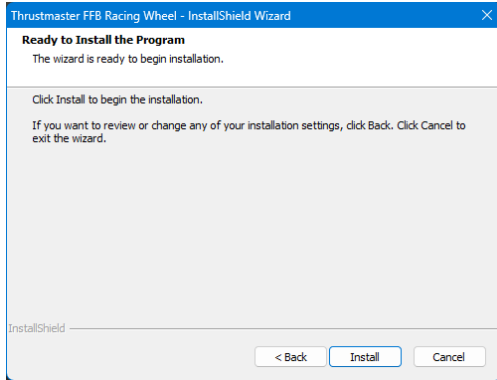 Thrustmaster FFB Racing Wheel - InstallShield Wizard
Ready to Install the Program
The wizard is ready to begin installation.
Click Install to begin the installation.
If you want to review or change any of your installation settings, click Back. Click Cancel to
exit the wizard.
InstallShield
< Back Install Cancel